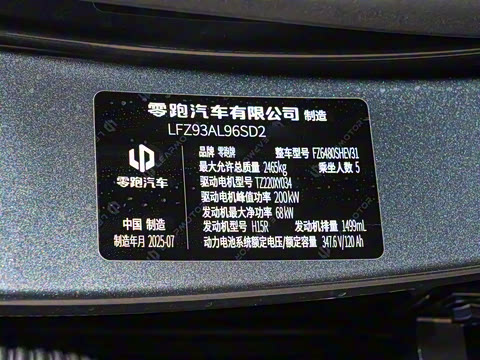 零跑汽车有限公司 制造
LFZ93AL96SD2
品牌 零跑牌 整车型号 FZ6480SHEV31
最大允许总质量 2465kg 乘坐人数 5
驱动电机型号 TZ220XY034
驱动电机峰值功率 200kW
发动机最大净功率 68kW
发动机型号 H15R 发动机排量 1499mL
动力电池系统额定电压/额定容量 347.6 V/120 Ah
零跑汽车
中国 制造
制造年月 2025-07